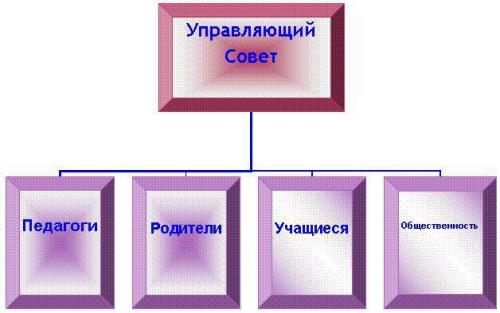 Управляющий
Совет
Педагоги
Родители
Учащиеся
Общественность